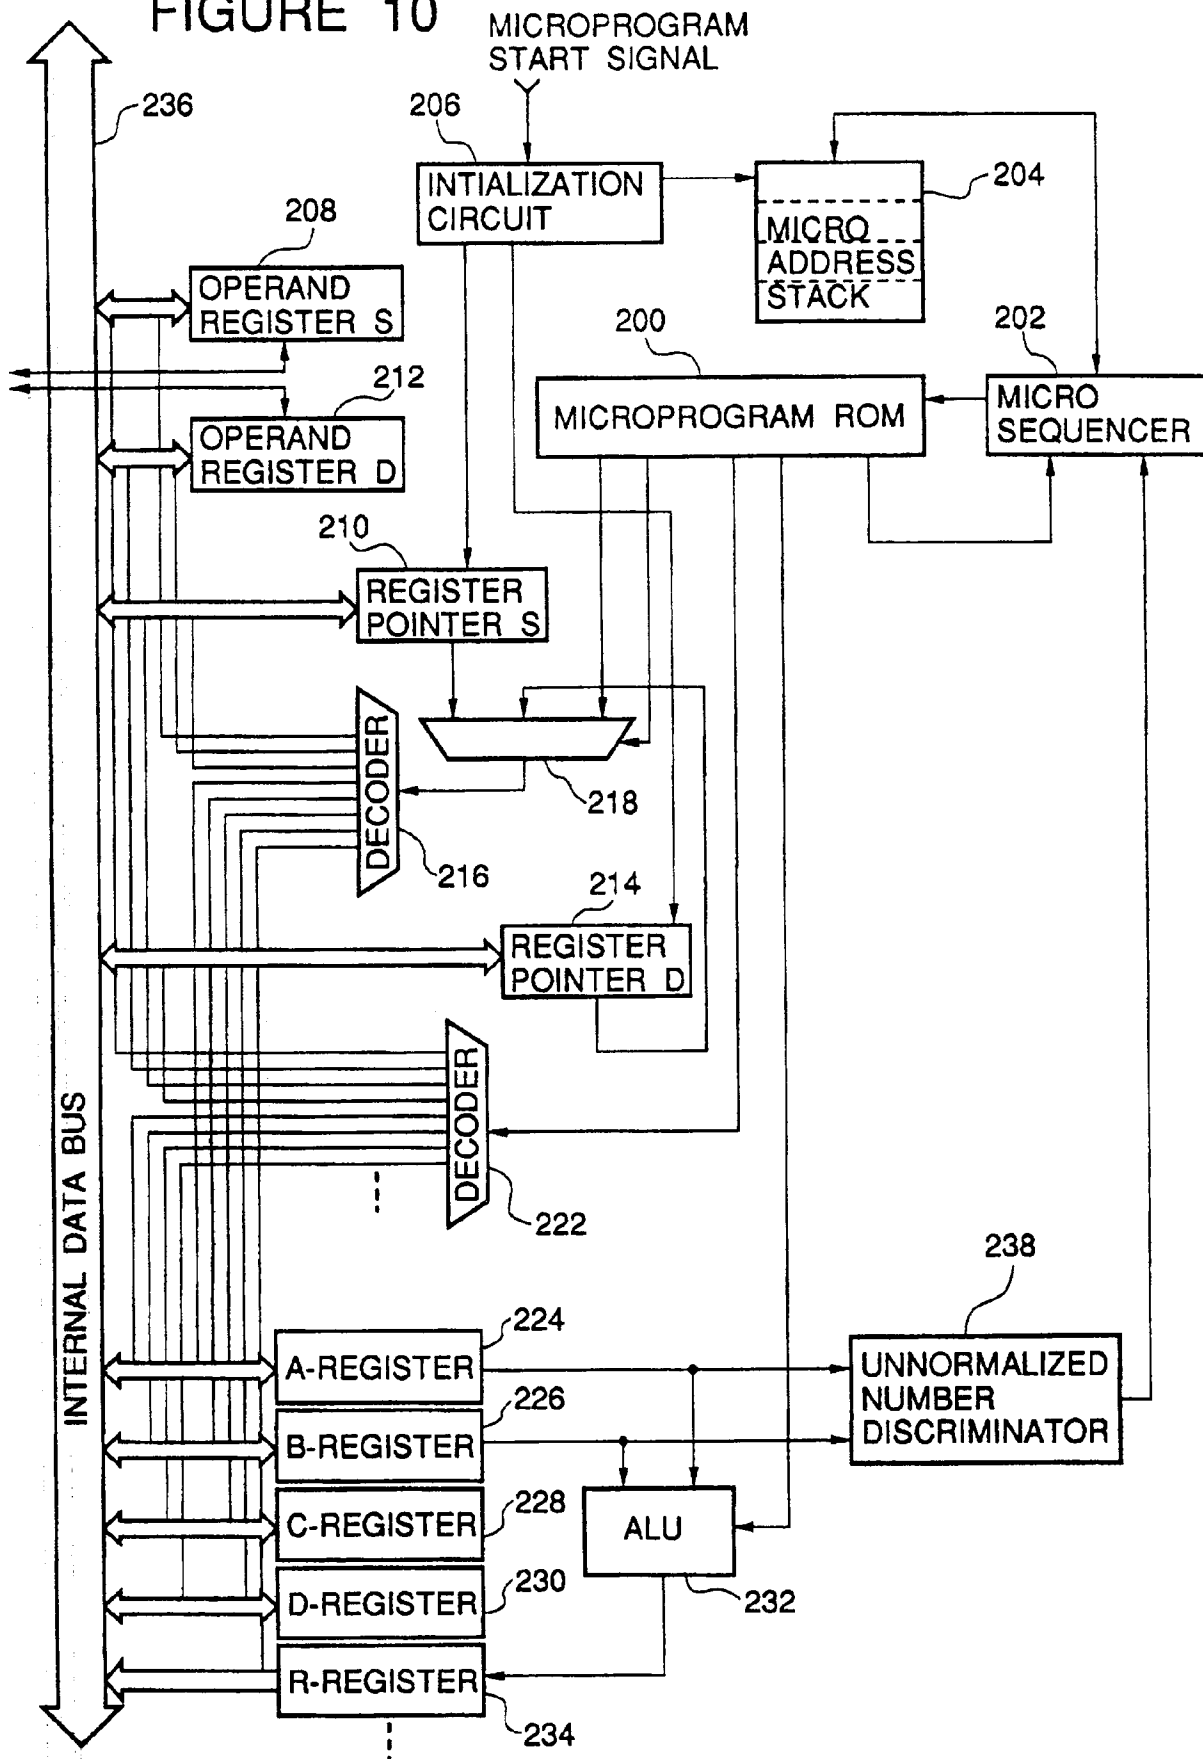 FIGURE 10
MICROPROGRAM
START SIGNAL
236
206
INTIALIZATION
CIRCUIT
204
MICRO
ADDRESS
STACK
208
OPERAND
REGISTER S
200
MICROPROGRAM ROM
202
MICRO
SEQUENCER
212
OPERAND
REGISTER D
210
REGISTER
POINTER S
DECODER
218
216
214
REGISTER
POINTER D
DECODER
222
INTERNAL DATA BUS
238
UNNORMALIZED
NUMBER
DISCRIMINATOR
224
A-REGISTER
226
B-REGISTER
228
C-REGISTER
ALU
232
230
D-REGISTER
R-REGISTER
234